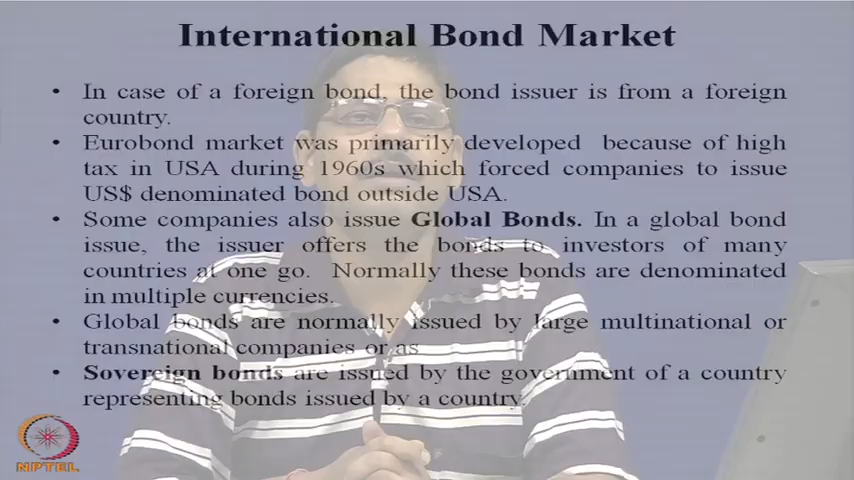 International Bond Market
• In case of a foreign bond, the bond issuer is from a foreign
country.
• Eurobond market was primarily developed because of high
tax in USA during 1960s which forced companies to issue
US$ denominated bond outside USA.
• Some companies also issue Global Bonds. In a global bond
issue, the issuer offers the bonds to investors of many
countries at one go. Normally these bonds are denominated
in multiple currencies.
• Global bonds are normally issued by large multinational or
transnational companies or as
• Sovereign bonds are issued by the government of a country
representing bonds issued by a country.
NPTEL